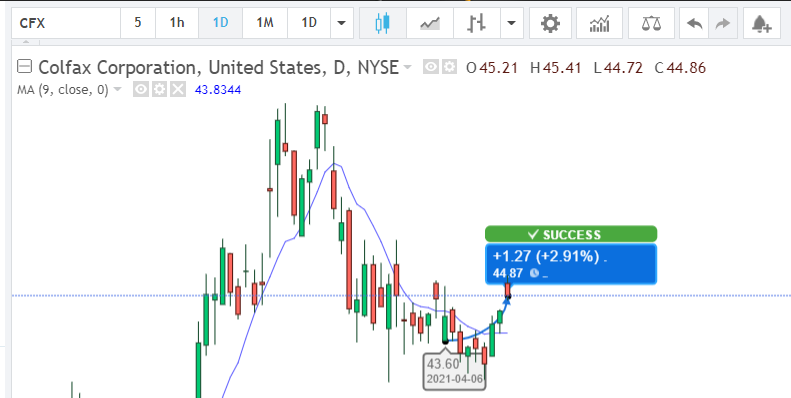 CFX 5 1h 1D 1M 1D
Colfax Corporation, United States, D, NYSE O45.21 H45.41 L44.72 C44.86
MA (9, close, 0) 43.8344
SUCCESS
+1.27 (+2.91%) .
44.87
43.60
2021-04-06